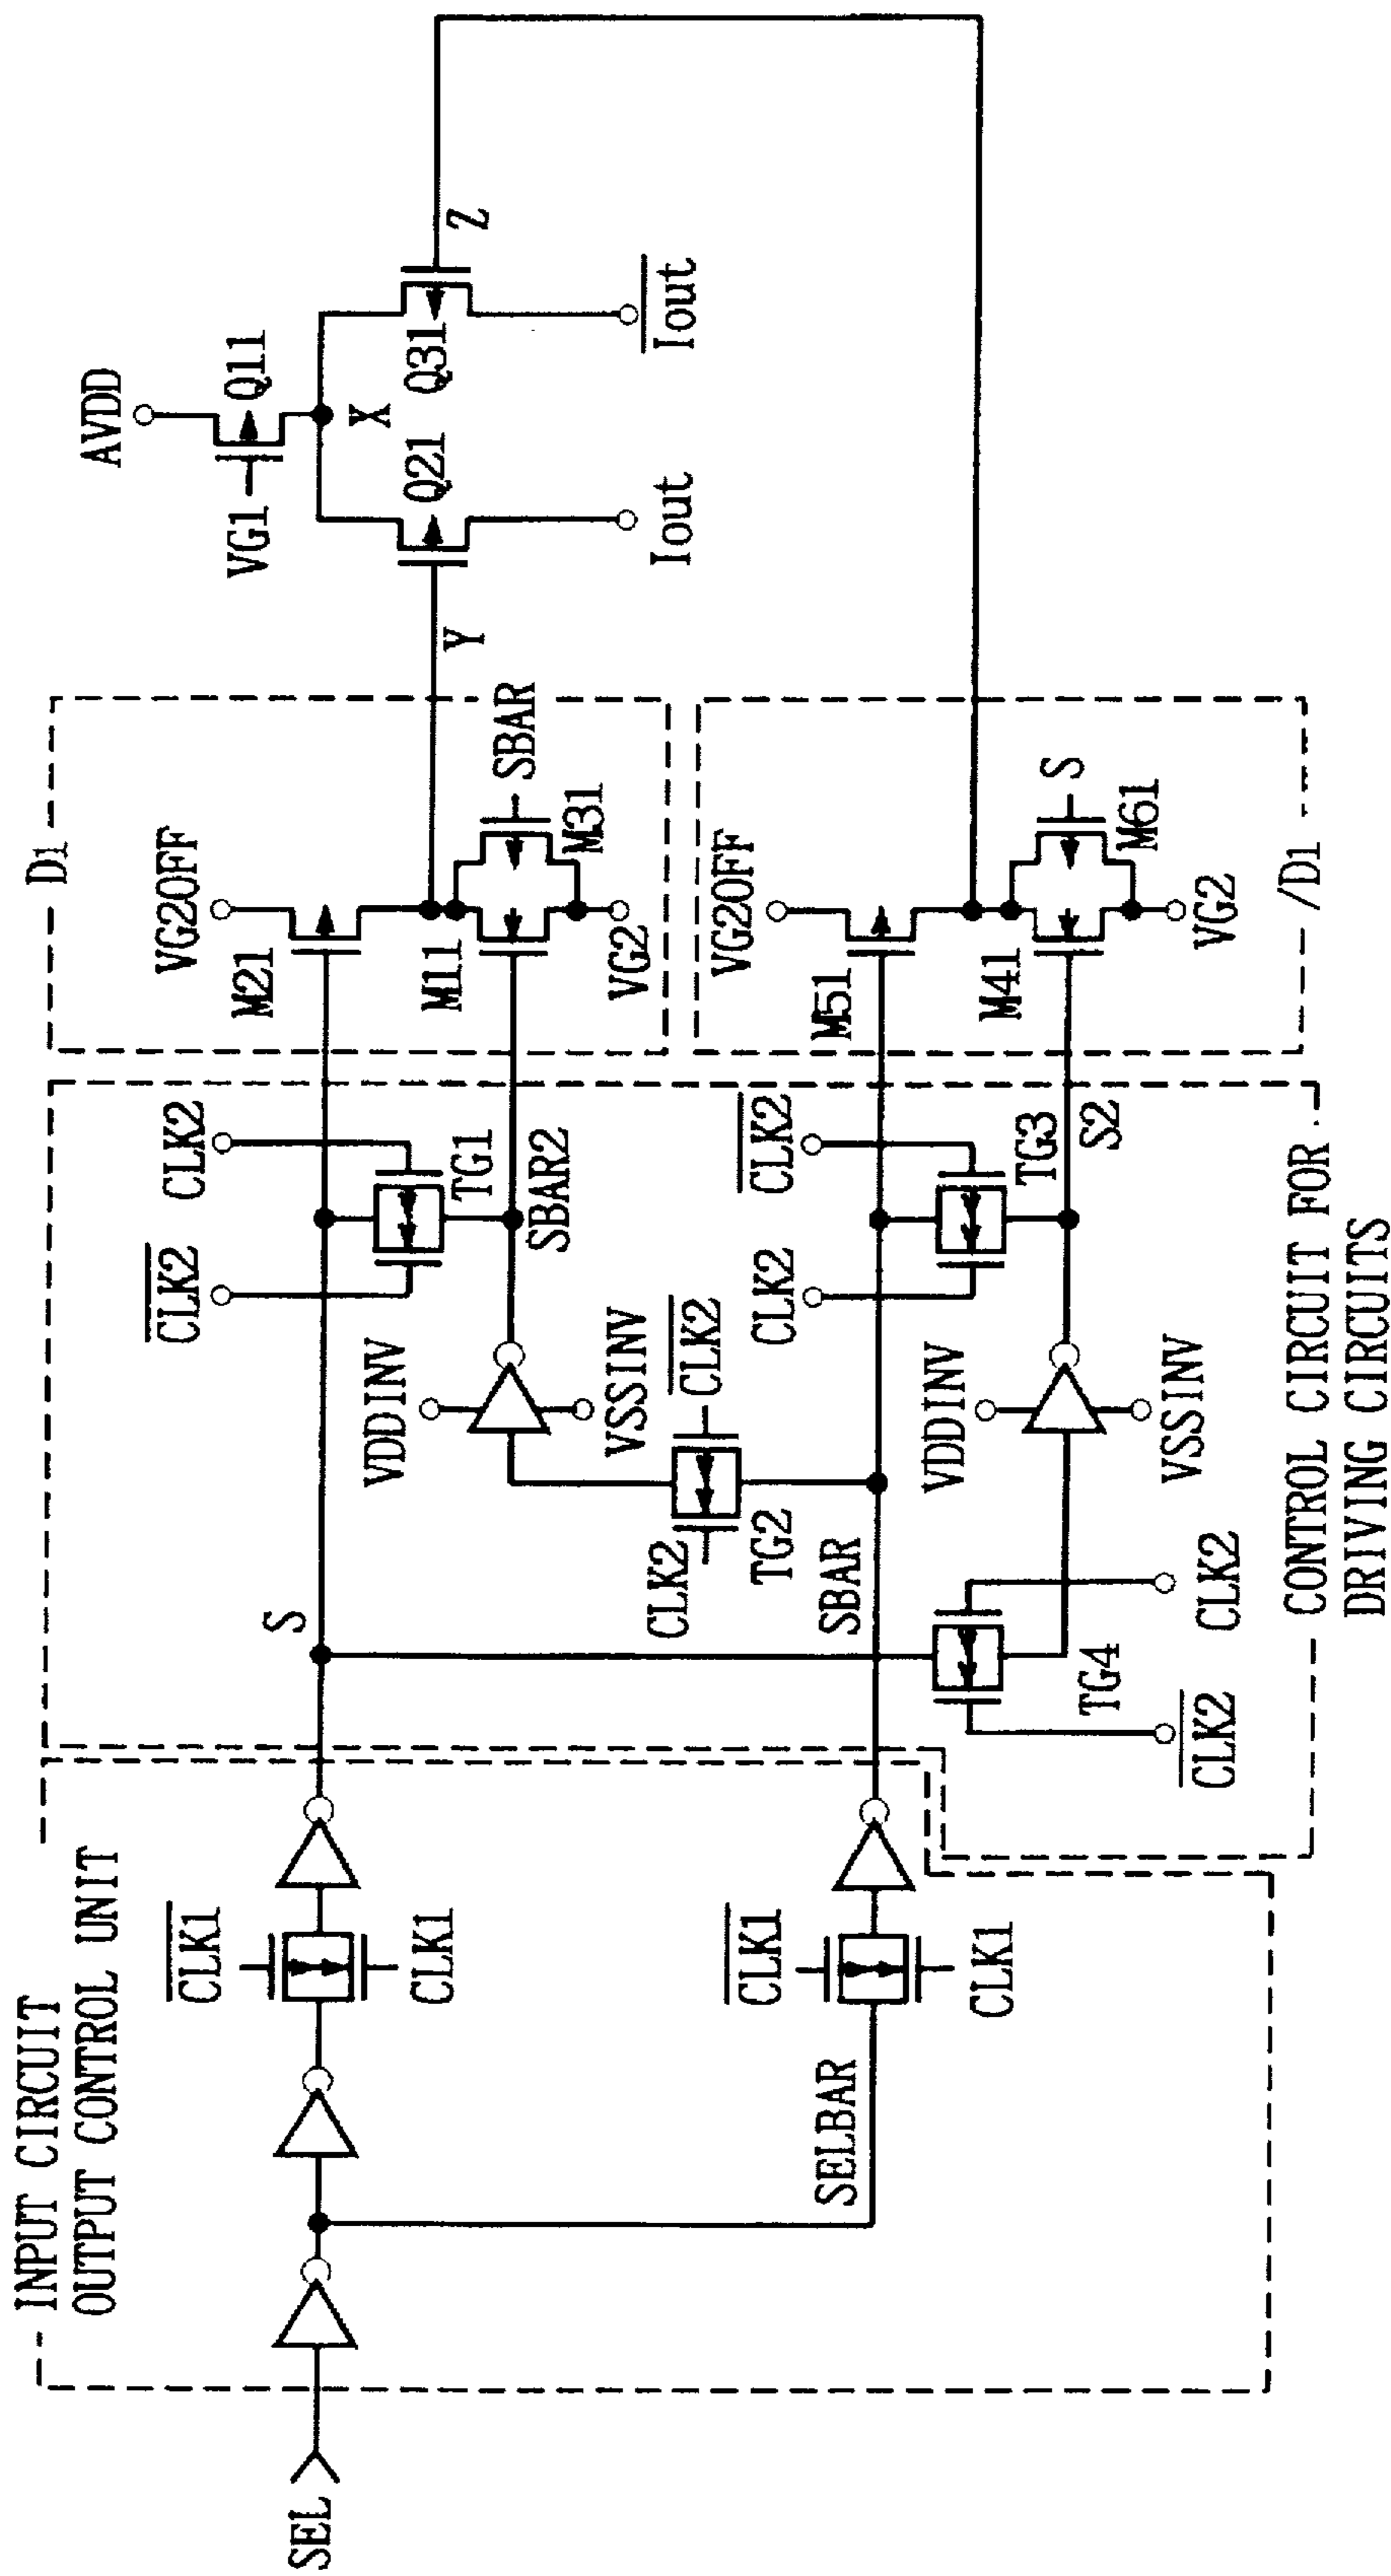 INPUT CIRCUIT
OUTPUT CONTROL UNIT
SEL
SELBAR
CLK1
CLK1
CLK1
CLK1
S
SBAR
CLK2
CLK2
TG1
SBAR2
VDDINV
VSSINV
CLK2
CLK2
TG2
CLK2
CLK2
TG3
S2
VDDINV
VSSINV
TG4
CLK2
CLK2
CONTROL CIRCUIT FOR
DRIVING CIRCUITS
D1
VG2OFF
M21
M11
M31
SBAR
VG2
VG2OFF
M51
M41
M61
S
VG2
/D1
AVDD
VG1
Q11
X
Y
Q21
Q31
Z
Iout
Iout